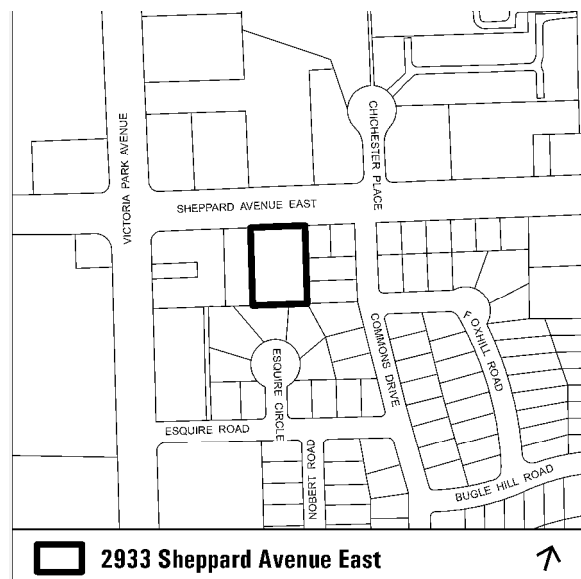 VICTORIA PARK AVENUE
CHICHESTER PLACE
SHEPPARD AVENUE EAST
COMMONS DRIVE
FOXHILL ROAD
ESQUIRE CIRCLE
ESQUIRE ROAD
NOBERT ROAD
BUGLE HILL ROAD
2933 Sheppard Avenue East